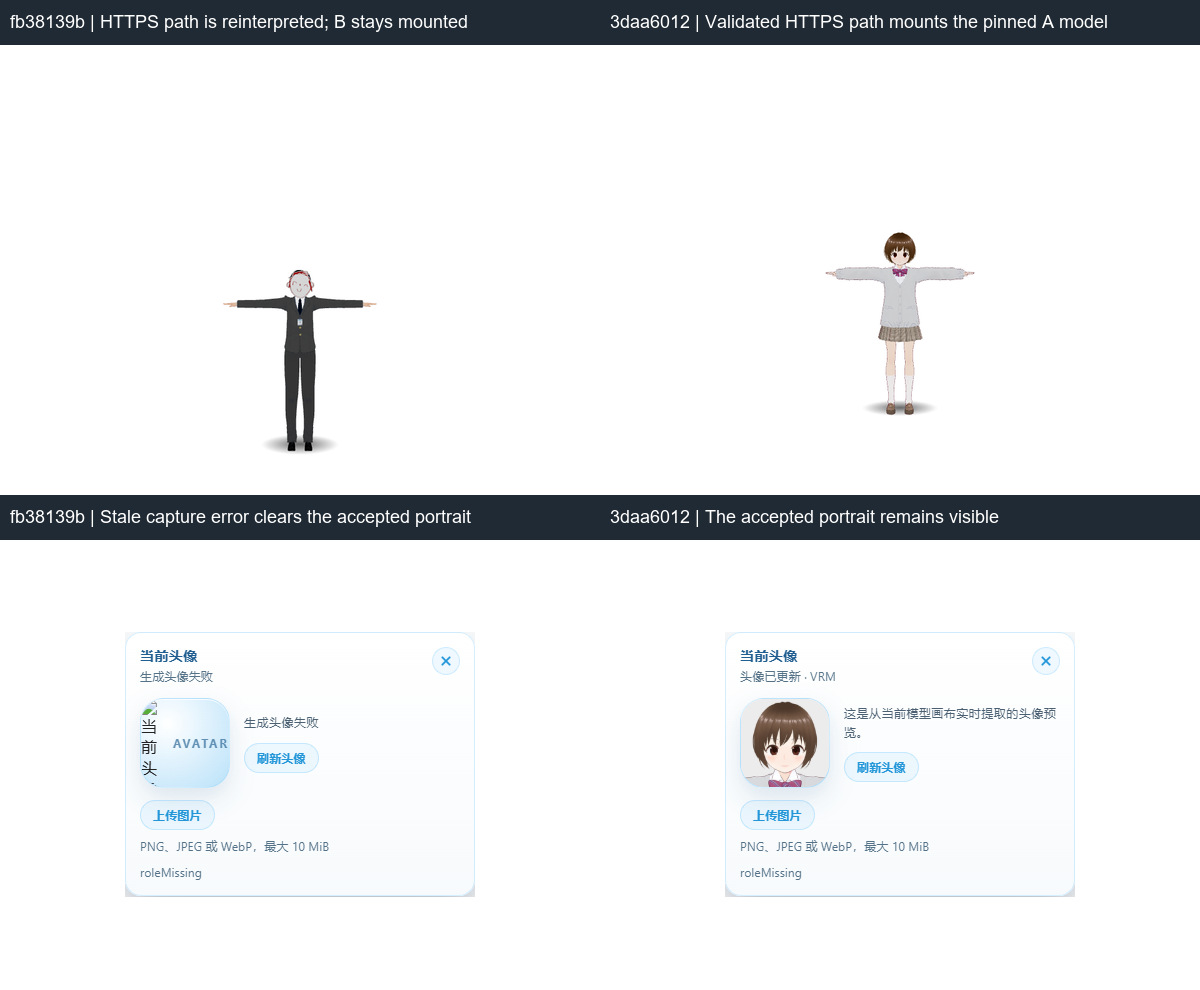 fb38139b | HTTPS path is reinterpreted; B stays mounted
3daa6012 | Validated HTTPS path mounts the pinned A model
fb38139b | Stale capture error clears the accepted portrait
3daa6012 | The accepted portrait remains visible
当前头像
生成头像失败
当
前
头
AVATAR
生成头像失败
刷新头像
上传图片
PNG、JPEG 或 WebP，最大 10 MiB
roleMissing
当前头像
头像已更新 · VRM
这是从当前模型画布实时提取的头像预
览。
刷新头像
上传图片
PNG、JPEG 或 WebP，最大 10 MiB
roleMissing